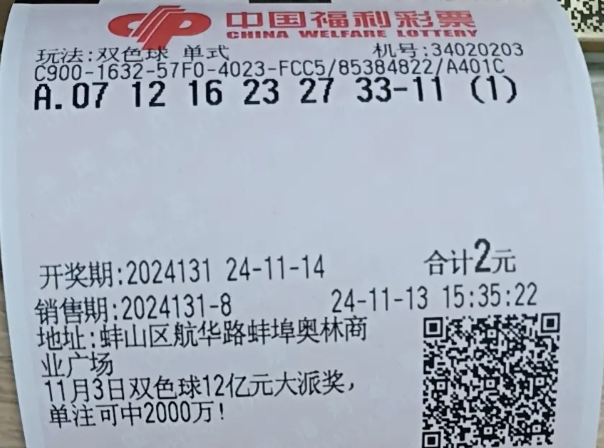 中国福利彩票
CHINA WELFARE LOTTERY
玩法:双色球 单式 机号:34020203
C900-1632-57F0-4023-FCC5/85384822/A401C
A.07 12 16 23 27 33-11 (1)
开奖期:2024131 24-11-14 合计2元
销售期:2024131-8 24-11-13 15:35:22
地址:蚌山区航华路蚌埠奥林商
业广场
11月3日双色球12亿元大派奖，
单注可中2000万!